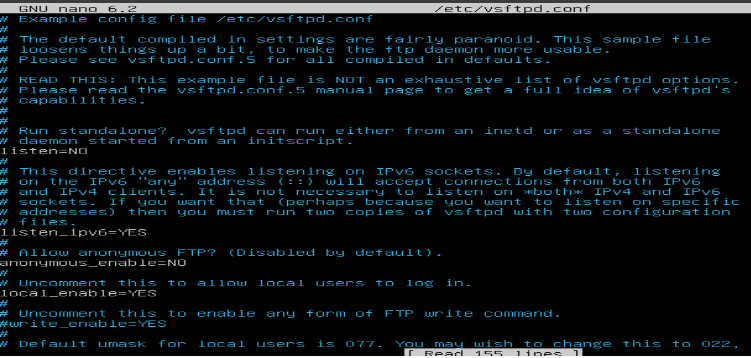 GNU nano 6.2 /etc/vsftpd.conf
# Example config file /etc/vsftpd.conf
#
# The default compiled in settings are fairly paranoid. This sample file
# loosens things up a bit, to make the ftp daemon more usable.
# Please see vsftpd.conf.5 for all compiled in defaults.
#
# READ THIS: This example file is NOT an exhaustive list of vsftpd options.
# Please read the vsftpd.conf.5 manual page to get a full idea of vsftpd's
# capabilities.
#
#
# Run standalone?  vsftpd can run either from an inetd or as a standalone
# daemon started from an initscript.
listen=NO
#
# This directive enables listening on IPv6 sockets. By default, listening
# on the IPv6 "any" address (::) will accept connections from both IPv6
# and IPv4 clients. It is not necessary to listen on *both* IPv4 and IPv6
# sockets. If you want that (perhaps because you want to listen on specific
# addresses) then you must run two copies of vsftpd with two configuration
# files.
listen_ipv6=YES
#
# Allow anonymous FTP? (Disabled by default).
anonymous_enable=NO
#
# Uncomment this to allow local users to log in.
local_enable=YES
#
# Uncomment this to enable any form of FTP write command.
#write_enable=YES
#
# Default umask for local users is 077. You may wish to change this to 022,
[ Read 155 lines ]